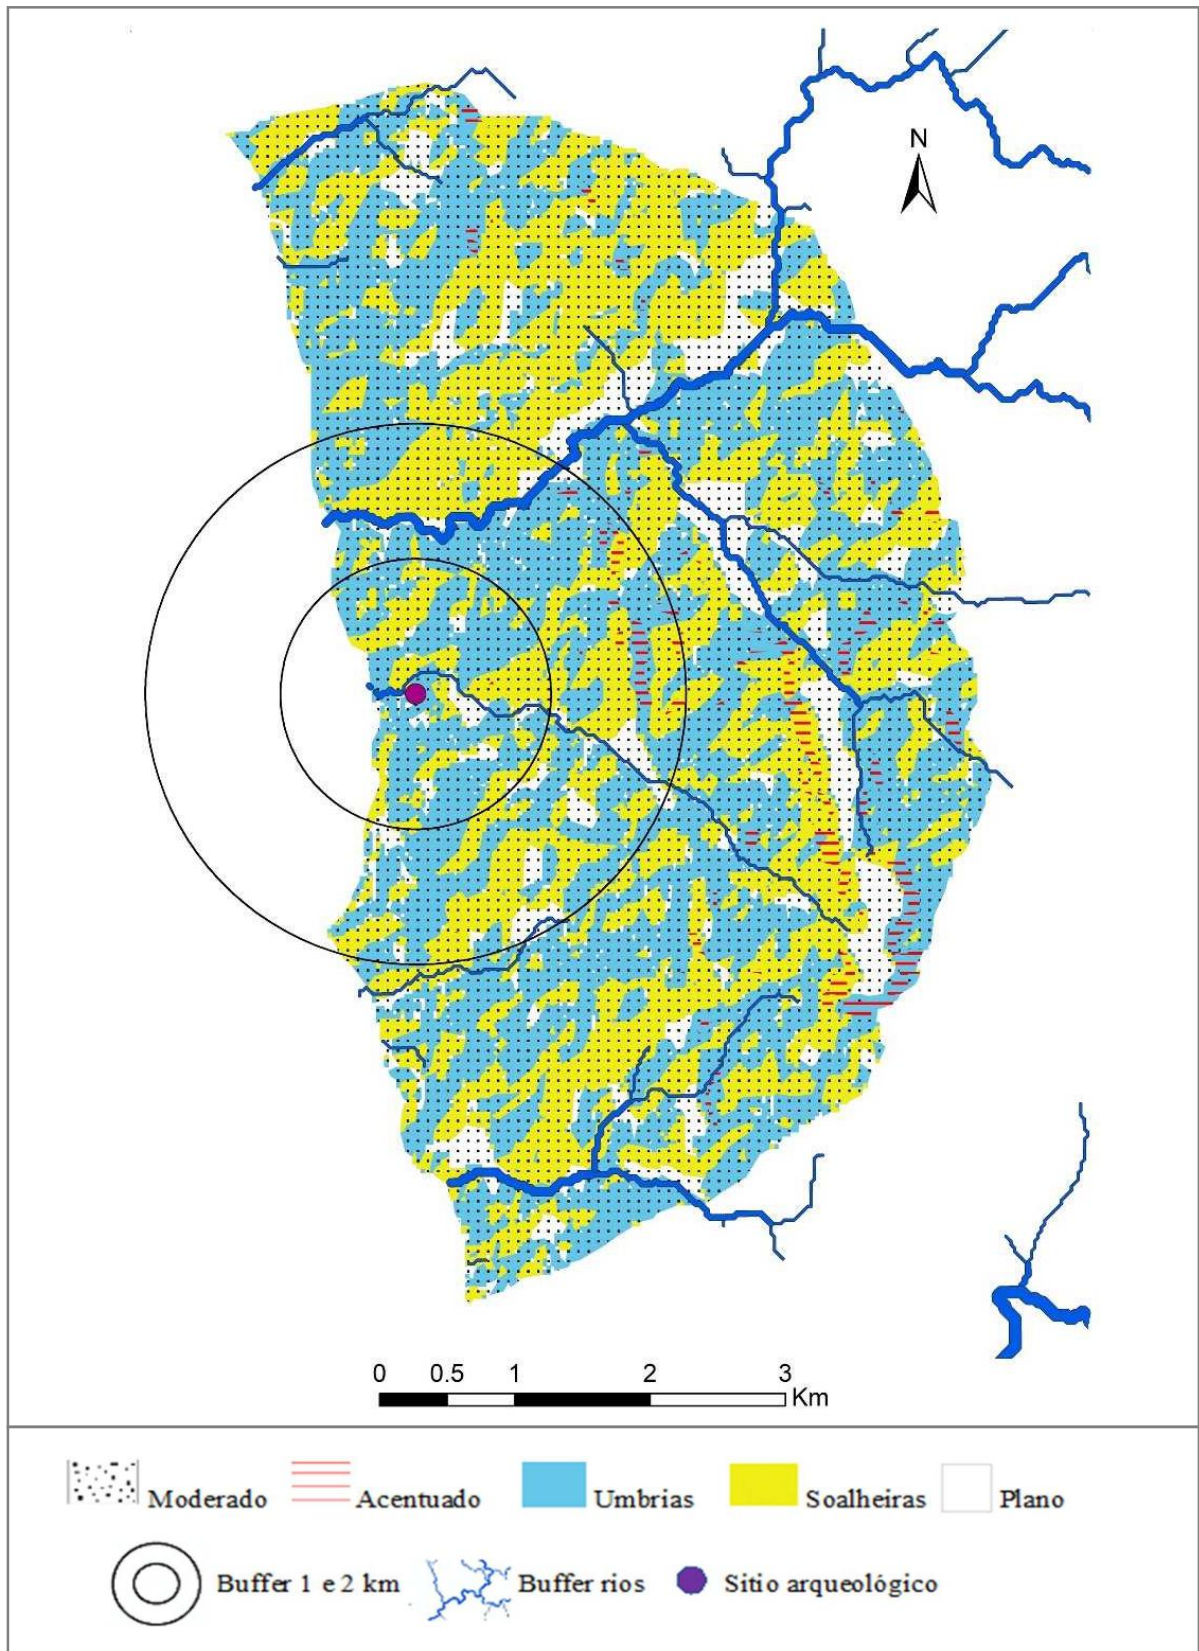 N
0 0.5 1 2 3
Km
Moderado Acentuado Umbrias Soalheiras Plano
Buffer 1 e 2 km Buffer rios Sitio arqueológico